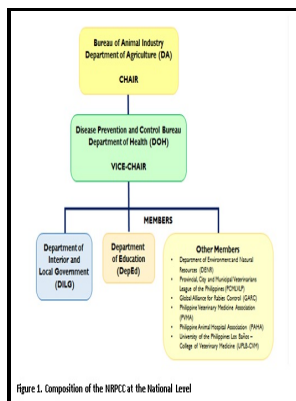 Bureau of Animal Industry
Department of Agriculture (DA)
CHAIR
Disease Prevention and Control Bureau
Department of Health (DOH)
VICE-CHAIR
MEMBERS
Department of
Interior and
Local Government
(DILG)
Department
of Education
(DepEd)
Other Members
• Department of Environment and Natural
Resources (DENR)
• Provincial, City and Municipal Veterinarians
League of the Philippines (PCMVLP)
• Global Alliance for Rabies Control (GARC)
• Philippine Veterinary Medicine Association
(PVMA)
• Philippine Animal Hospital Association (PAHA)
• University of the Philippines Los Baños –
College of Veterinary Medicine (UPLB-CVM)
Figure 1. Composition of the NRPCC at the National Level